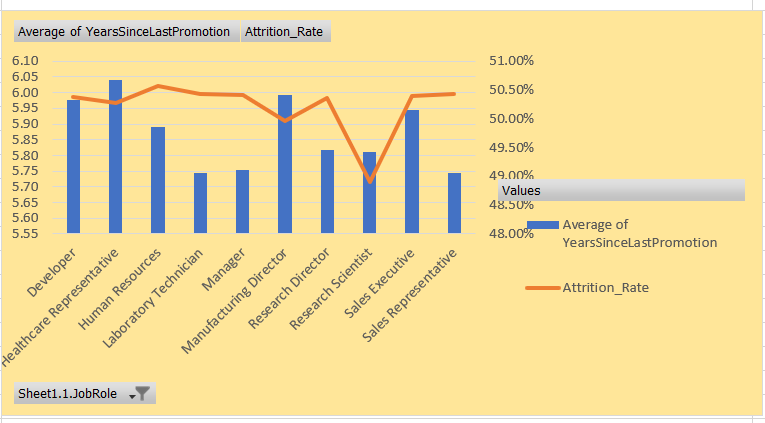 Average of YearsSinceLastPromotion Attrition_Rate
6.10
6.05
6.00
5.95
5.90
5.85
5.80
5.75
5.70
5.65
5.60
5.55
51.00%
50.50%
50.00%
49.50%
49.00%
48.50%
48.00%
Developer
Healthcare Representative
Human Resources
Laboratory Technician
Manager
Manufacturing Director
Research Director
Research Scientist
Sales Executive
Sales Representative
Values
Average of
YearsSinceLastPromotion
Attrition_Rate
Sheet1.1.JobRole